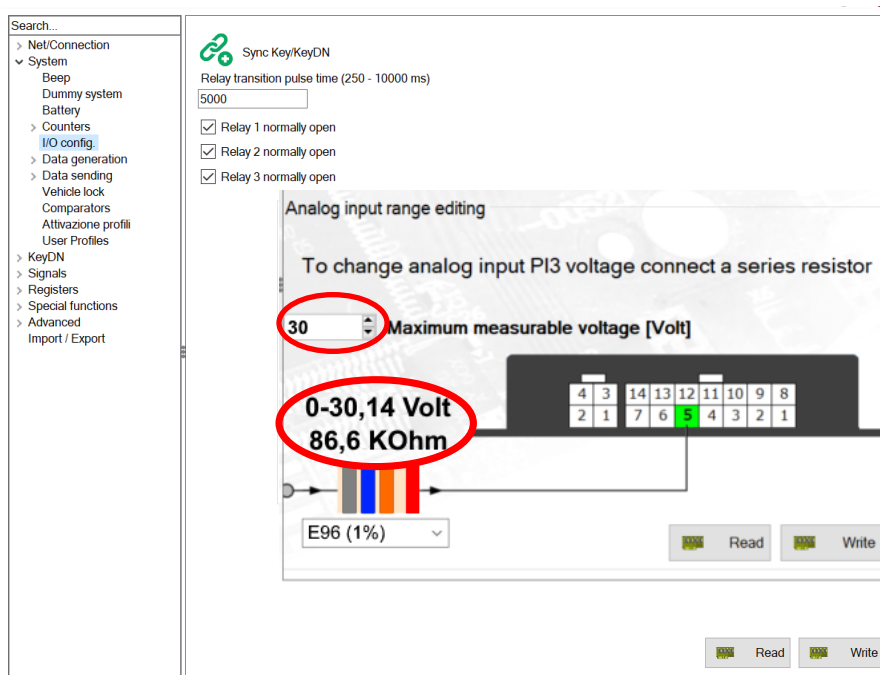 Search...
Net/Connection
System
Beep
Dummy system
Battery
Counters
I/O config.
Data generation
Data sending
Vehicle lock
Comparators
Attivazione profili
User Profiles
KeyDN
Signals
Registers
Special functions
Advanced
Import / Export
Sync Key/KeyDN
Relay transition pulse time (250 - 10000 ms)
5000
Relay 1 normally open
Relay 2 normally open
Relay 3 normally open
Analog input range editing
To change analog input PI3 voltage connect a series resistor
30 Maximum measurable voltage [Volt]
4 3 14 13 12 11 10 9 8
2 1 7 6 5 4 3 2 1
0-30,14 Volt
86,6 KOhm
E96 (1%)
Read Write
Read Write